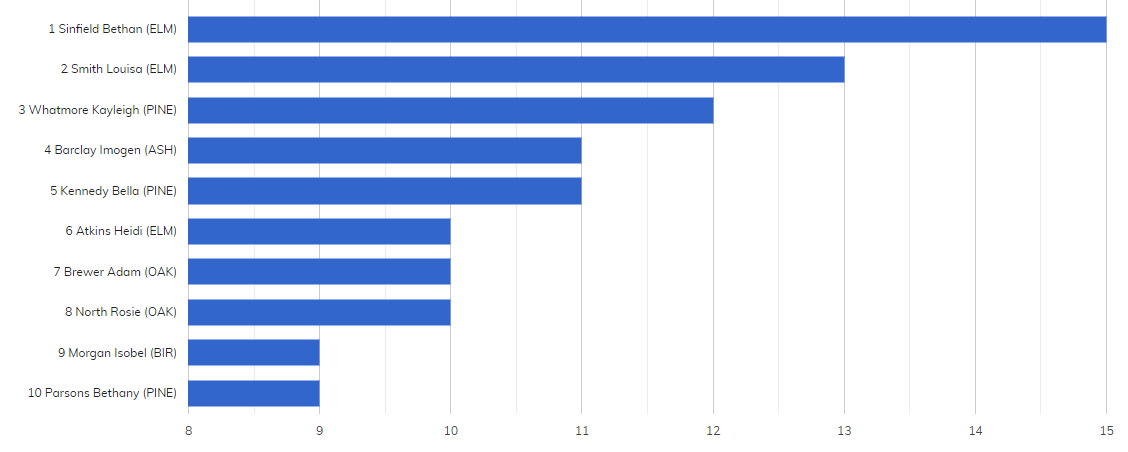 1 Sinfield Bethan (ELM)
2 Smith Louisa (ELM)
3 Whatmore Kayleigh (PINE)
4 Barclay Imogen (ASH)
5 Kennedy Bella (PINE)
6 Atkins Heidi (ELM)
7 Brewer Adam (OAK)
8 North Rosie (OAK)
9 Morgan Isobel (BIR)
10 Parsons Bethany (PINE)
8 9 10 11 12 13 14 15